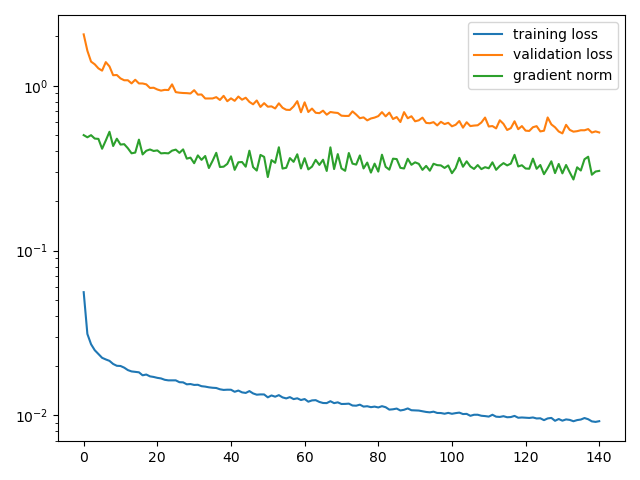 training loss
validation loss
gradient norm
10⁰
10⁻¹
10⁻²
0 20 40 60 80 100 120 140